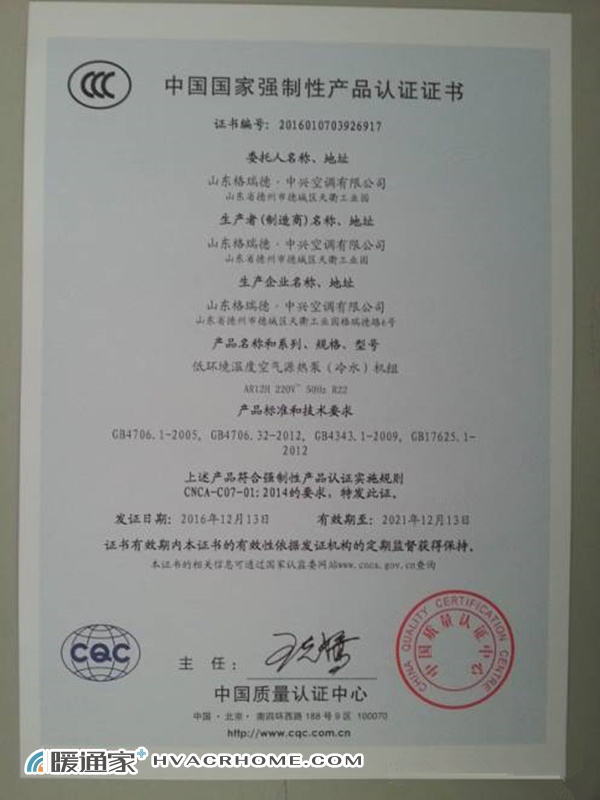 CCC
中国国家强制性产品认证证书
证书编号：2016010703926917
委托人名称、地址
山东格瑞德·中兴空调有限公司
山东省德州市德城区天衢工业园
生产者(制造商)名称、地址
山东格瑞德·中兴空调有限公司
山东省德州市德城区天衢工业园
生产企业名称、地址
山东格瑞德·中兴空调有限公司
山东省德州市德城区天衢工业园格瑞德路6号
产品名称和系列、规格、型号
低环境温度空气源热泵（冷水）机组
AR12H 220V~ 50Hz R22
产品标准和技术要求
GB4706.1-2005, GB4706.32-2012, GB4343.1-2009, GB17625.1-
2012
上述产品符合强制性产品认证实施规则
CNCA-C07-01:2014的要求，特发此证。
发证日期：2016年12月13日 有效期至：2021年12月13日
证书有效期内本证书的有效性依据发证机构的定期监督获得保持。
本证书的相关信息可通过国家认监委网站www.cnca.gov.cn查询
CQC
主任：
CHINA QUALITY CERTIFICATION CENTRE
中国质量认证中心
中国质量认证中心
中国·北京·南四环西路188号9区 100070
http://www.cqc.com.cn
暖通家 HVACRHOME.COM